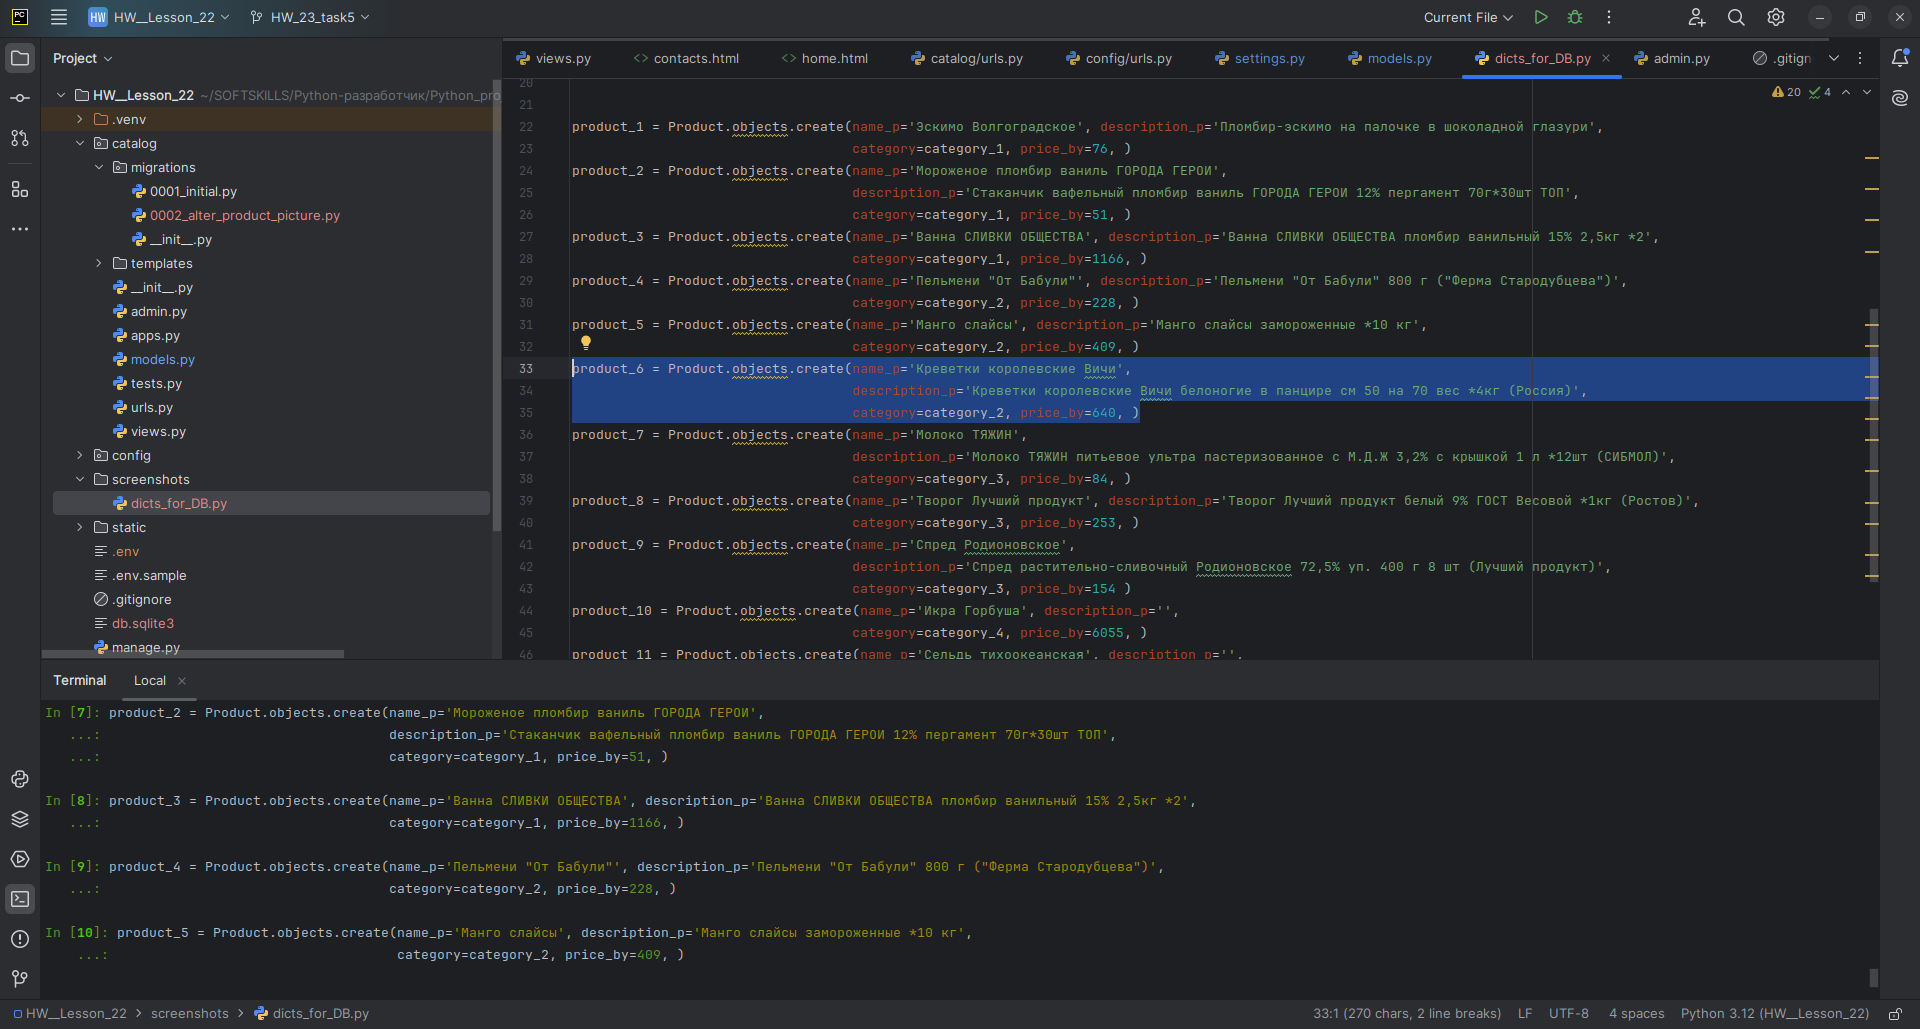 PC HW HW__Lesson_22 HW_23_task5 Current File
Project
views.py contacts.html home.html catalog/urls.py config/urls.py settings.py models.py dicts_for_DB.py admin.py .gitign
HW__Lesson_22 ~/SOFTSKILLS/Python-разработчик/Python_pro
.venv
catalog
migrations
0001_initial.py
0002_alter_product_picture.py
__init__.py
templates
__init__.py
admin.py
apps.py
models.py
tests.py
urls.py
views.py
config
screenshots
dicts_for_DB.py
static
.env
.env.sample
.gitignore
db.sqlite3
manage.py
20 4
20
21
22 product_1 = Product.objects.create(name_p='Эскимо Волгоградское', description_p='Пломбир-эскимо на палочке в шоколадной глазури',
23 category=category_1, price_by=76, )
24 product_2 = Product.objects.create(name_p='Мороженое пломбир ваниль ГОРОДА ГЕРОИ',
25 description_p='Стаканчик вафельный пломбир ваниль ГОРОДА ГЕРОИ 12% пергамент 70г*30шт ТОП',
26 category=category_1, price_by=51, )
27 product_3 = Product.objects.create(name_p='Ванна СЛИВКИ ОБЩЕСТВА', description_p='Ванна СЛИВКИ ОБЩЕСТВА пломбир ванильный 15% 2,5кг *2',
28 category=category_1, price_by=1166, )
29 product_4 = Product.objects.create(name_p='Пельмени "От Бабули"', description_p='Пельмени "От Бабули" 800 г ("Ферма Стародубцева")',
30 category=category_2, price_by=228, )
31 product_5 = Product.objects.create(name_p='Манго слайсы', description_p='Манго слайсы замороженные *10 кг',
32 category=category_2, price_by=409, )
33 product_6 = Product.objects.create(name_p='Креветки королевские Вичи',
34 description_p='Креветки королевские Вичи белоногие в панцире см 50 на 70 вес *4кг (Россия)',
35 category=category_2, price_by=640, )
36 product_7 = Product.objects.create(name_p='Молоко ТЯЖИН',
37 description_p='Молоко ТЯЖИН питьевое ультра пастеризованное с М.Д.Ж 3,2% с крышкой 1 л *12шт (СИБМОЛ)',
38 category=category_3, price_by=84, )
39 product_8 = Product.objects.create(name_p='Творог Лучший продукт', description_p='Творог Лучший продукт белый 9% ГОСТ Весовой *1кг (Ростов)',
40 category=category_3, price_by=253, )
41 product_9 = Product.objects.create(name_p='Спред Родионовское',
42 description_p='Спред растительно-сливочный Родионовское 72,5% уп. 400 г 8 шт (Лучший продукт)',
43 category=category_3, price_by=154 )
44 product_10 = Product.objects.create(name_p='Икра Горбуша', description_p='',
45 category=category_4, price_by=6055, )
46 product_11 = Product.objects.create(name_p='Сельдь тихоокеанская', description_p='',
Terminal Local
In [7]: product_2 = Product.objects.create(name_p='Мороженое пломбир ваниль ГОРОДА ГЕРОИ',
...: description_p='Стаканчик вафельный пломбир ваниль ГОРОДА ГЕРОИ 12% пергамент 70г*30шт ТОП',
...: category=category_1, price_by=51, )
In [8]: product_3 = Product.objects.create(name_p='Ванна СЛИВКИ ОБЩЕСТВА', description_p='Ванна СЛИВКИ ОБЩЕСТВА пломбир ванильный 15% 2,5кг *2',
...: category=category_1, price_by=1166, )
In [9]: product_4 = Product.objects.create(name_p='Пельмени "От Бабули"', description_p='Пельмени "От Бабули" 800 г ("Ферма Стародубцева")',
...: category=category_2, price_by=228, )
In [10]: product_5 = Product.objects.create(name_p='Манго слайсы', description_p='Манго слайсы замороженные *10 кг',
...: category=category_2, price_by=409, )
HW__Lesson_22 > screenshots > dicts_for_DB.py 33:1 (270 chars, 2 line breaks) LF UTF-8 4 spaces Python 3.12 (HW__Lesson_22)